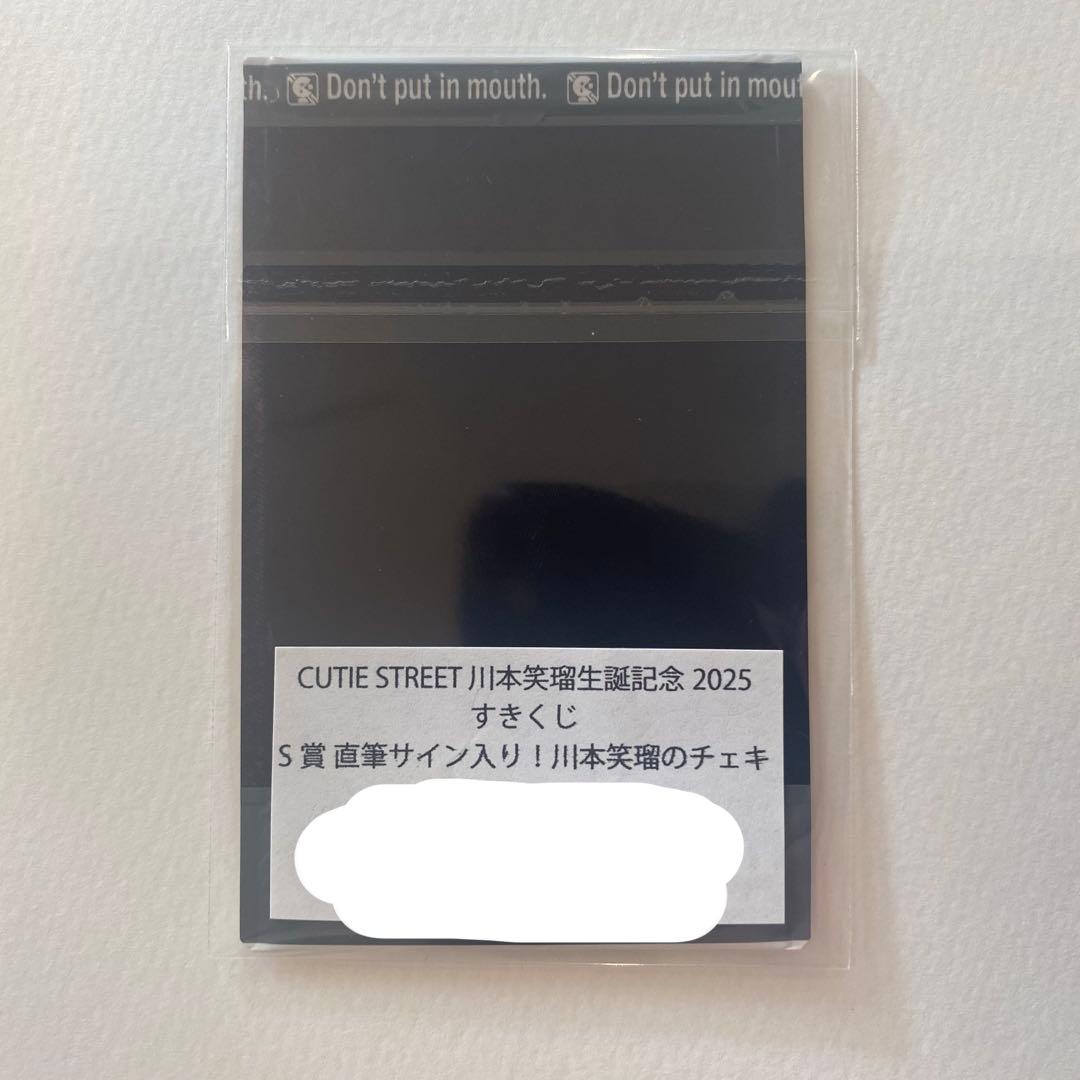 th. Don't put in mouth. Don't put in mout
CUTIE STREET 川本笑瑠生誕記念 2025
すきくじ
S 賞 直筆サイン入り！川本笑瑠のチェキ